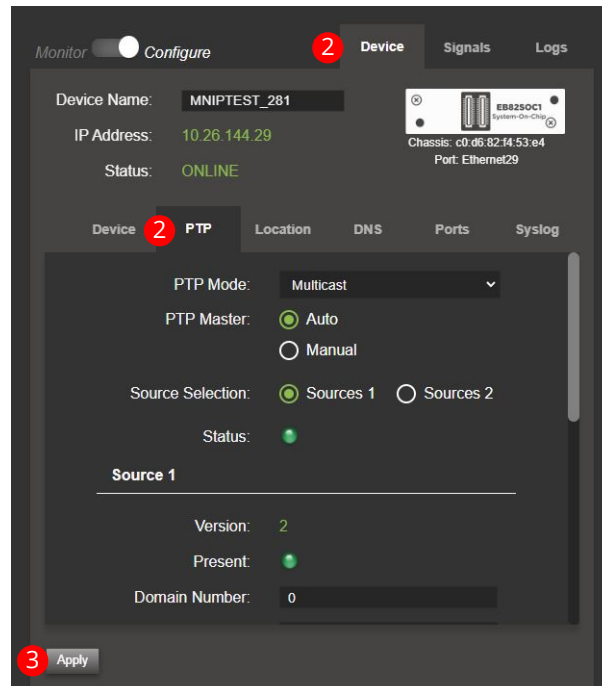 Monitor Configure 2 Device Signals Logs
Device Name: MNIPTEST_281
EB82SOC1
System-On-Chip
IP Address: 10.26.144.29
Chassis: c0:d6:82:f4:53:e4
Port: Ethernet29
Status: ONLINE
Device 2 PTP Location DNS Ports Syslog
PTP Mode: Multicast
PTP Master: Auto
Manual
Source Selection: Sources 1 Sources 2
Status:
Source 1
Version: 2
Present:
Domain Number: 0
3 Apply